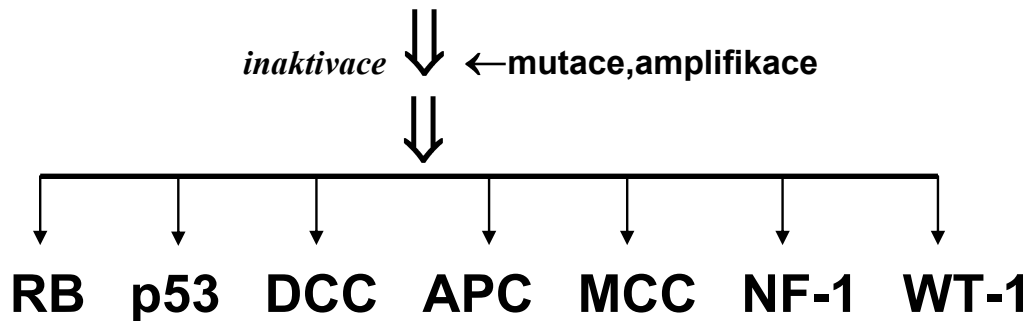 inaktivace ←mutace,amplifikace
RB p53 DCC APC MCC NF-1 WT-1